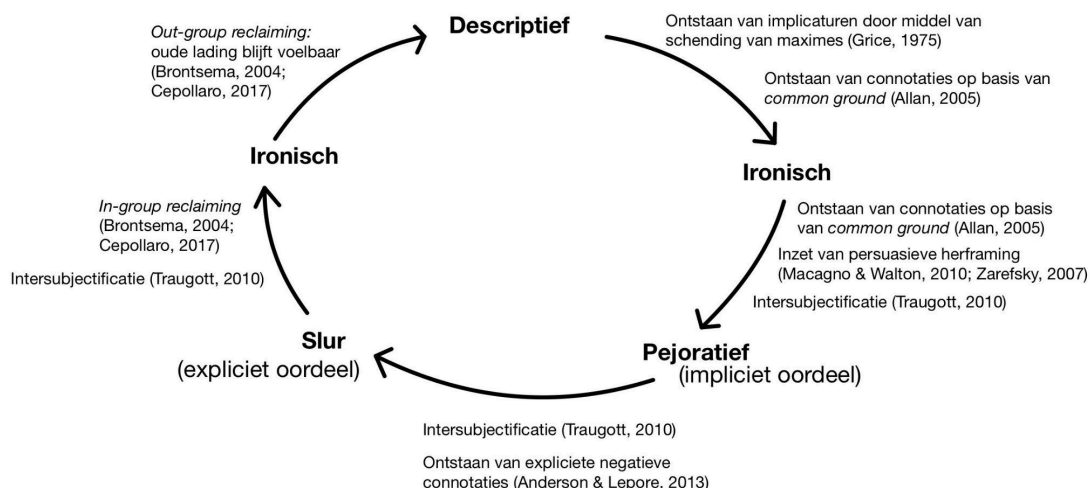 Descriptief
Ontstaan van implicaturen door middel van
schending van maximes (Grice, 1975)
Ontstaan van connotaties op basis van
common ground (Allan, 2005)
Ironisch
Ontstaan van connotaties op basis
van common ground (Allan, 2005)
Inzet van persuasieve herframing
(Macagno & Walton, 2010; Zarefsky, 2007)
Intersubjectificatie (Traugott, 2010)
Pejoratief
(impliciet oordeel)
Intersubjectificatie (Traugott, 2010)
Ontstaan van expliciete negatieve
connotaties (Anderson & Lepore, 2013)
Slur
(expliciet oordeel)
Intersubjectificatie (Traugott, 2010)
In-group reclaiming
(Brontsema, 2004;
Cepollaro, 2017)
Ironisch
Out-group reclaiming:
oude lading blijft voelbaar
(Brontsema, 2004;
Cepollaro, 2017)